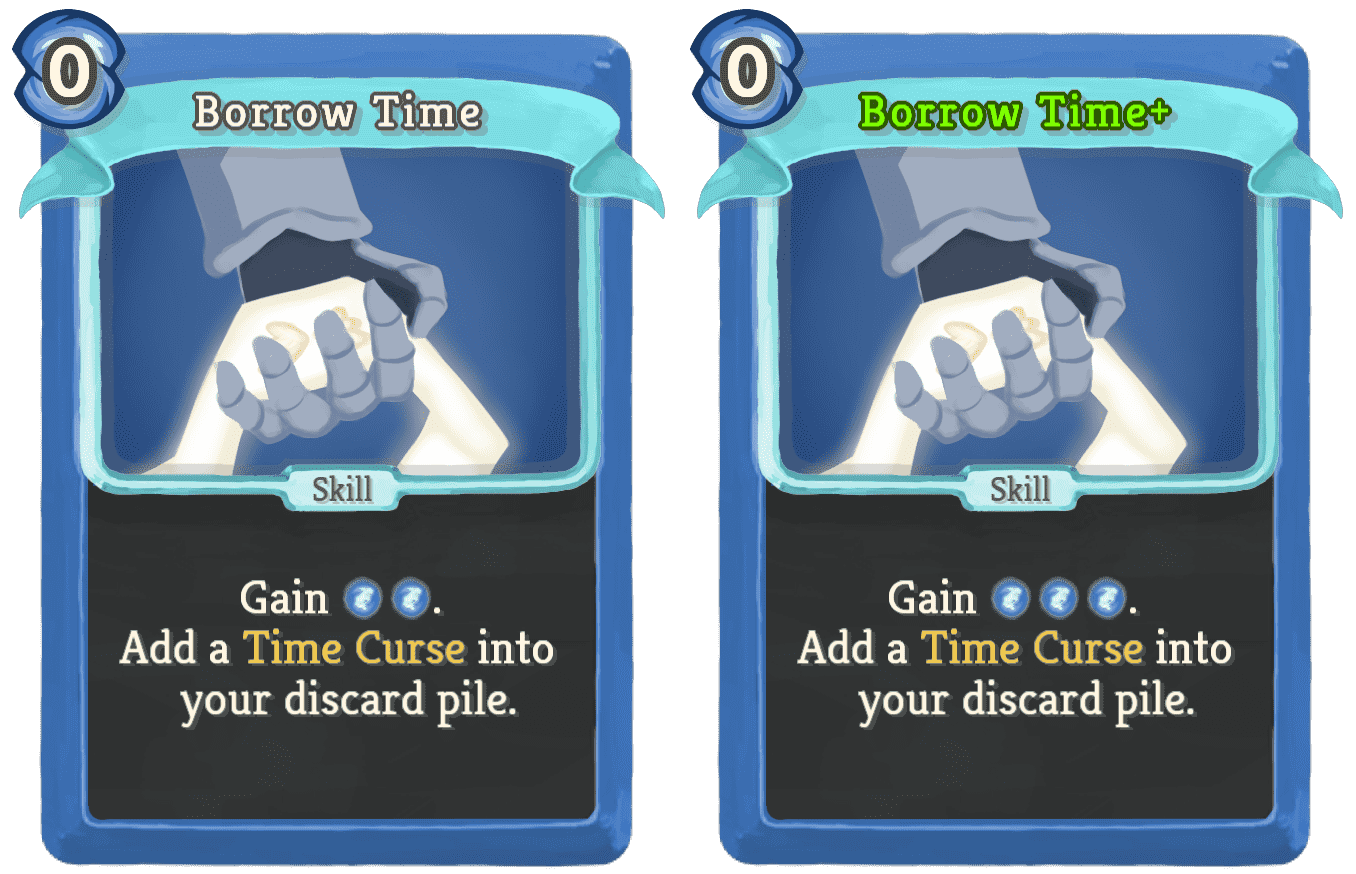 0
Borrow Time
Skill
Gain .
Add a Time Curse into
your discard pile.
0
Borrow Time+
Skill
Gain .
Add a Time Curse into
your discard pile.